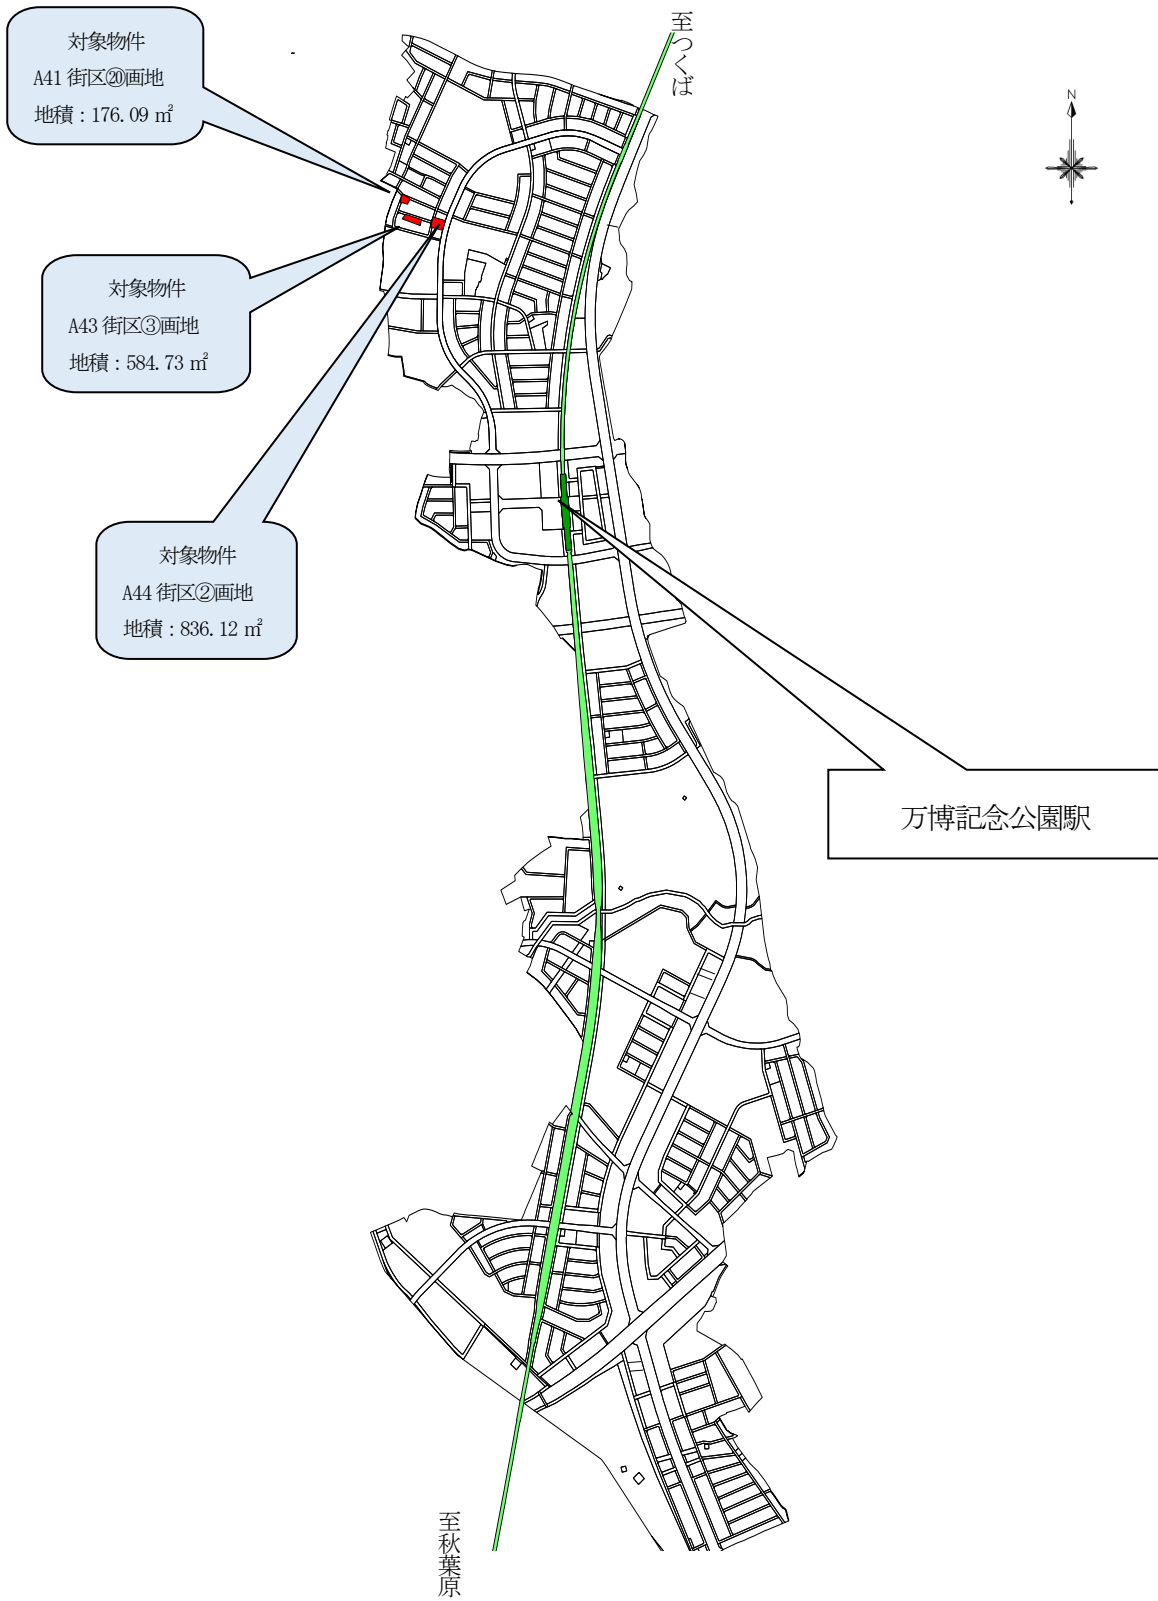 対象物件
A41 街区⑳画地
地積：176.09 ㎡
至つくば
N
対象物件
A43 街区③画地
地積：584.73 ㎡
対象物件
A44 街区②画地
地積：836.12 ㎡
万博記念公園駅
至秋葉原